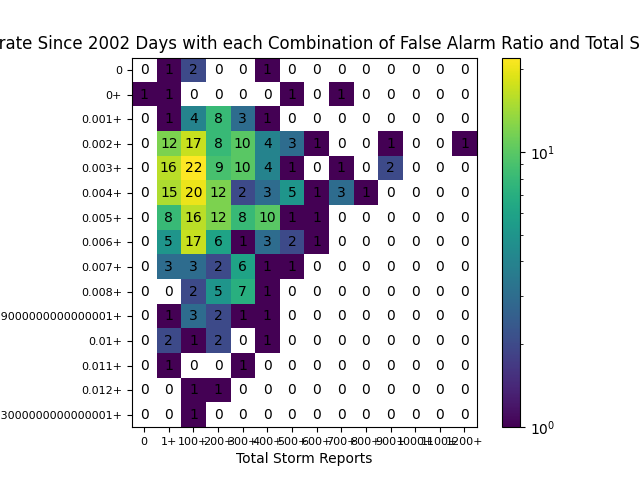 rate Since 2002 Days with each Combination of False Alarm Ratio and Total S
0 0 1 2 0 0 1 0 0 0 0 0 0 0 0
0+ 1 1 0 0 0 0 1 0 1 0 0 0 0 0
0.001+ 0 1 4 8 3 1 0 0 0 0 0 0 0 0
0.002+ 0 12 17 8 10 4 3 1 0 0 1 0 0 1
0.003+ 0 16 22 9 10 4 1 0 1 0 2 0 0 0
0.004+ 0 15 20 12 2 3 5 1 3 1 0 0 0 0
0.005+ 0 8 16 12 8 10 1 1 0 0 0 0 0 0
0.006+ 0 5 17 6 1 3 2 1 0 0 0 0 0 0
0.007+ 0 3 3 2 6 1 1 0 0 0 0 0 0 0
0.008+ 0 0 2 5 7 1 0 0 0 0 0 0 0 0
9000000000000001+ 0 1 3 2 1 1 0 0 0 0 0 0 0 0
0.01+ 0 2 1 2 0 1 0 0 0 0 0 0 0 0
0.011+ 0 1 0 0 1 0 0 0 0 0 0 0 0 0
0.012+ 0 0 1 1 0 0 0 0 0 0 0 0 0 0
3000000000000001+ 0 0 1 0 0 0 0 0 0 0 0 0 0 0
0 1+ 100+ 200+ 300+ 400+ 500+ 600+ 700+ 800+ 900+ 1000+ 1100+ 1200+
Total Storm Reports
10¹
10⁰